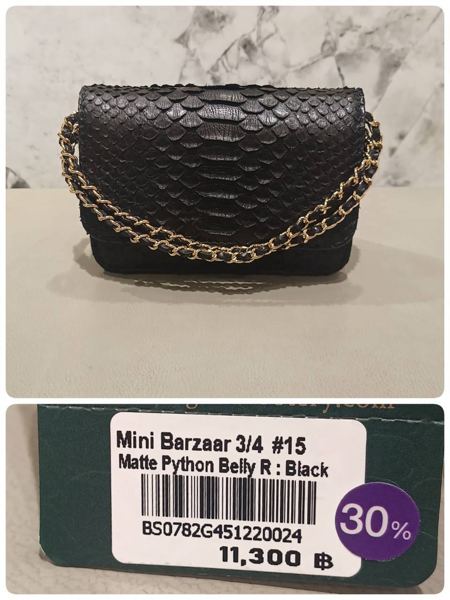 Mini Barzaar 3/4 #15
Matte Python Belly R : Black
BS0782G451220024
11,300 ฿
30%